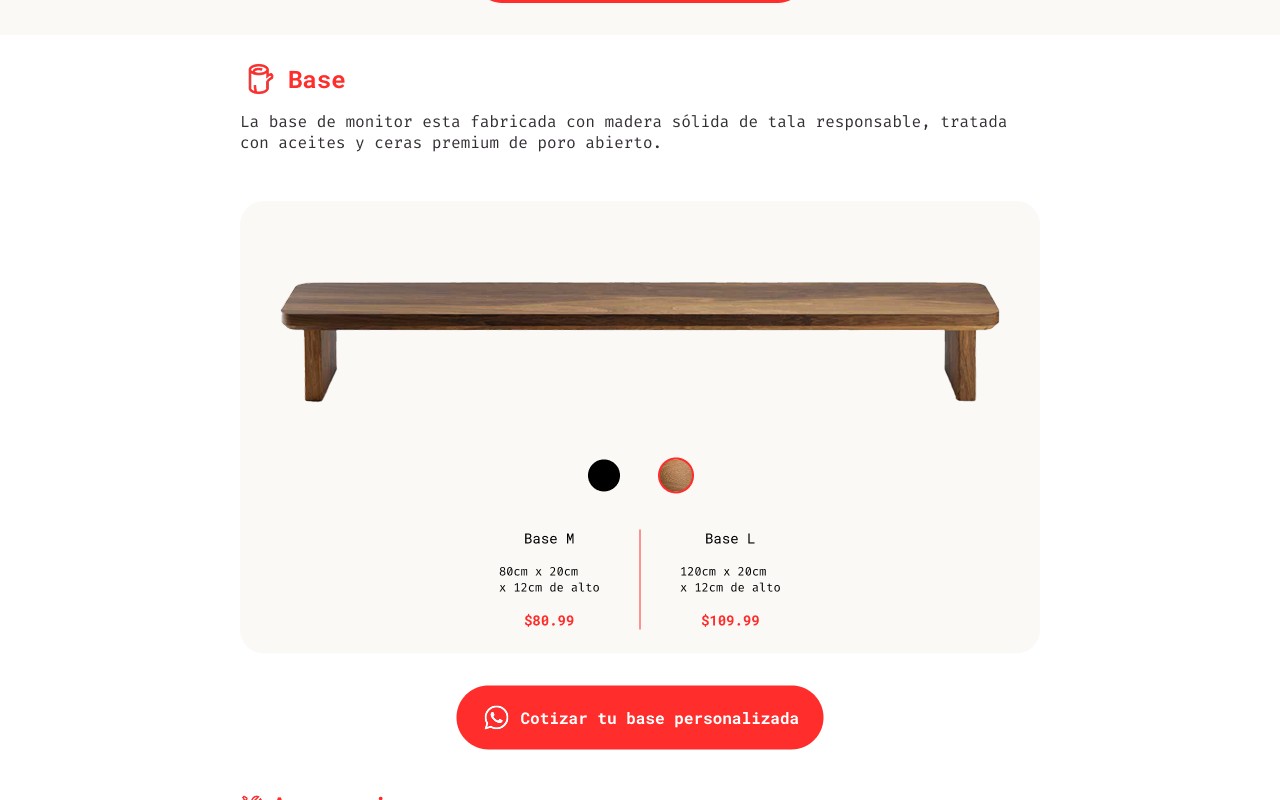 Base
La base de monitor esta fabricada con madera sólida de tala responsable, tratada
con aceites y ceras premium de poro abierto.
Base M
80cm x 20cm
x 12cm de alto
$80.99
Base L
120cm x 20cm
x 12cm de alto
$109.99
Cotizar tu base personalizada